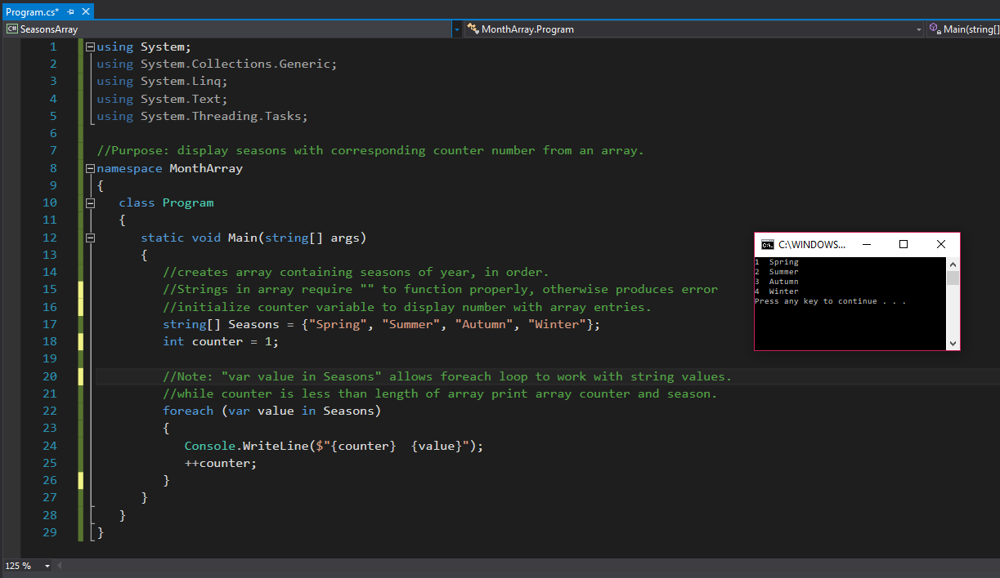 Program.cs*
SeasonsArray
MonthArray.Program
Main(string[]
1 using System;
2 using System.Collections.Generic;
3 using System.Linq;
4 using System.Text;
5 using System.Threading.Tasks;
6
7 //Purpose: display seasons with corresponding counter number from an array.
8 namespace MonthArray
9 {
10 class Program
11 {
12 static void Main(string[] args)
13 {
14 //creates array containing seasons of year, in order.
15 //Strings in array require "" to function properly, otherwise produces error
16 //initialize counter variable to display number with array entries.
17 string[] Seasons = {"Spring", "Summer", "Autumn", "Winter"};
18 int counter = 1;
19
20 //Note: "var value in Seasons" allows foreach loop to work with string values.
21 //while counter is less than length of array print array counter and season.
22 foreach (var value in Seasons)
23 {
24 Console.WriteLine($"{counter}  {value}");
25 ++counter;
26 }
27 }
28 }
29 }
C:\WINDOWS...
1  Spring
2  Summer
3  Autumn
4  Winter
Press any key to continue . . .
125 %